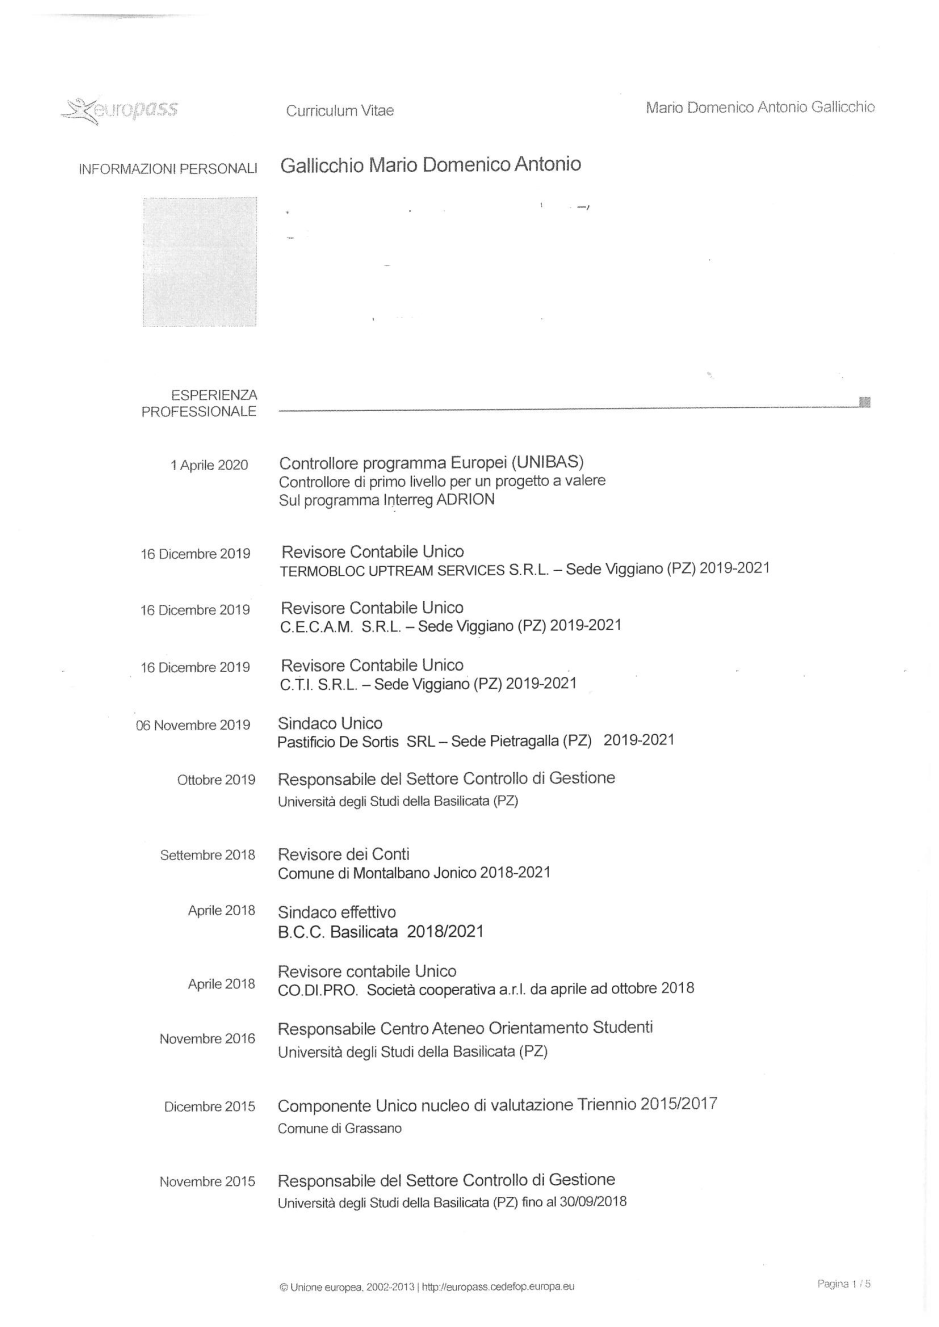 europass
Curriculum Vitae
Mario Domenico Antonio Gallicchio
INFORMAZIONI PERSONALI
Gallicchio Mario Domenico Antonio
ESPERIENZA
PROFESSIONALE
1 Aprile 2020
Controllore programma Europei (UNIBAS)
Controllore di primo livello per un progetto a valere
Sul programma Interreg ADRION
16 Dicembre 2019
Revisore Contabile Unico
TERMOBLOC UPTREAM SERVICES S.R.L. – Sede Viggiano (PZ) 2019-2021
16 Dicembre 2019
Revisore Contabile Unico
C.E.C.A.M. S.R.L. – Sede Viggiano (PZ) 2019-2021
16 Dicembre 2019
Revisore Contabile Unico
C.T.I. S.R.L. – Sede Viggiano (PZ) 2019-2021
06 Novembre 2019
Sindaco Unico
Pastificio De Sortis SRL – Sede Pietragalla (PZ) 2019-2021
Ottobre 2019
Responsabile del Settore Controllo di Gestione
Università degli Studi della Basilicata (PZ)
Settembre 2018
Revisore dei Conti
Comune di Montalbano Jonico 2018-2021
Aprile 2018
Sindaco effettivo
B.C.C. Basilicata 2018/2021
Aprile 2018
Revisore contabile Unico
CO.DI.PRO. Società cooperativa a.r.l. da aprile ad ottobre 2018
Novembre 2016
Responsabile Centro Ateneo Orientamento Studenti
Università degli Studi della Basilicata (PZ)
Dicembre 2015
Componente Unico nucleo di valutazione Triennio 2015/2017
Comune di Grassano
Novembre 2015
Responsabile del Settore Controllo di Gestione
Università degli Studi della Basilicata (PZ) fino al 30/09/2018
© Unione europea, 2002-2013 | http://europass.cedefop.europa.eu
Pagina 1 / 5